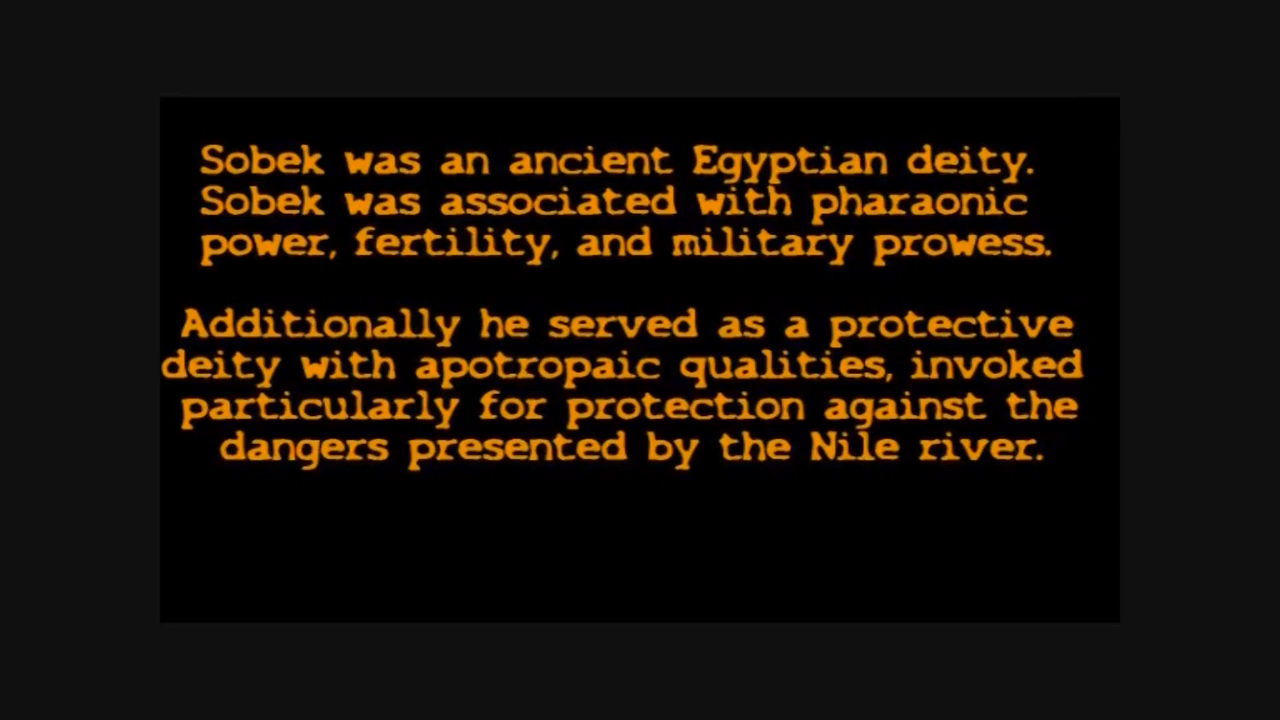 Sobek was an ancient Egyptian deity.
Sobek was associated with pharaonic
power, fertility, and military prowess.
Additionally he served as a protective
deity with apotropaic qualities, invoked
particularly for protection against the
dangers presented by the Nile river.